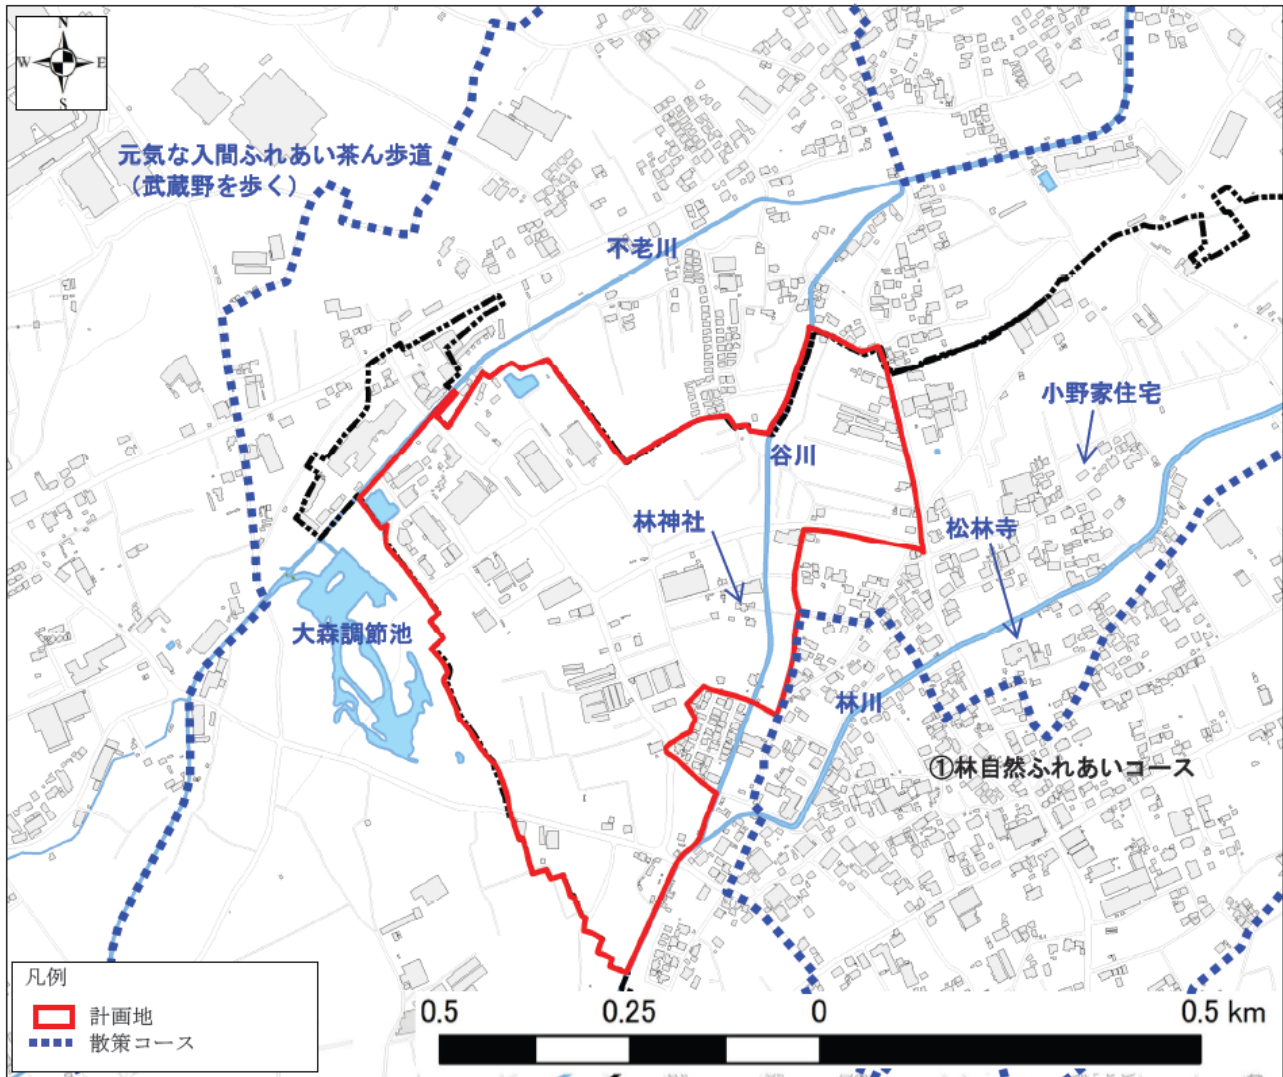 N
W E
S
元気な入間ふれあい茶ん歩道
（武蔵野を歩く）
不老川
小野家住宅
谷川
林神社
松林寺
大森調節池
林川
①林自然ふれあいコース
凡例
計画地
散策コース
0.5 0.25 0 0.5 km